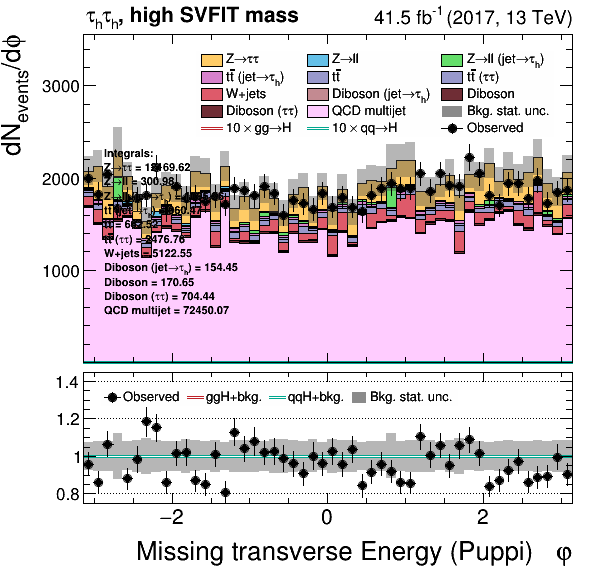 τhτh, high SVFIT mass
41.5 fb⁻¹ (2017, 13 TeV)
dNevents/dϕ
3000
2000
1000
Z→ττ
Z→ll
Z→ll (jet→τh)
tt̄ (jet→τh)
tt̄
tt̄ (ττ)
W+jets
Diboson (jet→τh)
Diboson
Diboson (ττ)
QCD multijet
Bkg. stat. unc.
10 × gg→H
10 × qq→H
Observed
Integrals:
Z→ττ =
Z→ll = 300.98
tt̄ (ττ) = 2476.76
W+jets = 5122.55
Diboson (jet→τh) = 154.45
Diboson = 170.65
Diboson (ττ) = 704.44
QCD multijet = 72450.07
1.4
1.2
1
0.8
Observed
ggH+bkg.
qqH+bkg.
Bkg. stat. unc.
−2
0
2
Missing transverse Energy (Puppi) φ